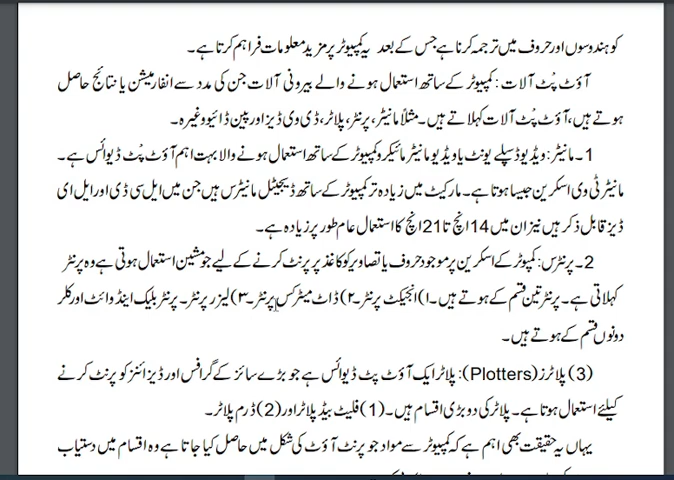 کو ہندوسوں اور حروف میں ترجمہ کرنا ہے جس کے بعد یہ کمپیوٹر پر مزید معلومات فراہم کرتا ہے۔
آؤٹ پُٹ آلات : کمپیوٹر کے ساتھ استعمال ہونے والے بیرونی آلات جن کی مدد سے انفارمیشن یا نتائج حاصل
ہوتے ہیں، آؤٹ پُٹ آلات کہلاتے ہیں۔ مثلاً مانیٹر، پرنٹر، پلاٹر، ڈی وی ڈیز اور پین ڈرائیو وغیرہ۔
1۔ مانیٹر: ویڈیو ڈسپلے یونٹ یا ویڈیو مانیٹر مائیکرو کمپیوٹر کے ساتھ استعمال ہونے والا بہت اہم آؤٹ پُٹ ڈیوائس ہے۔
مانیٹر ٹی وی اسکرین جیسا ہوتا ہے۔ مارکیٹ میں زیادہ تر کمپیوٹر کے ساتھ ڈیجیٹل مانیٹرس ہیں جن میں ایل سی ڈی اور ایل ای
ڈیز قابل ذکر ہیں نیز ان میں 14 انچ تا 21 انچ کا استعمال عام طور پر زیادہ ہے۔
2۔ پرنٹرس: کمپوٹر کے اسکرین پر موجود حروف یا تصاویر کو کاغذ پر پرنٹ کرنے کے لیے جو مشین استعمال ہوتی ہے وہ پرنٹر
کہلاتی ہے۔ پرنٹر تین قسم کے ہوتے ہیں۔ ۱) انجیکٹ پرنٹر۔ ۲) ڈاٹ میٹرکس پرنٹر۔ ۳) لیزر پرنٹر۔ پرنٹر بلیک اینڈ وائٹ اور کلر
دونوں قسم کے ہوتے ہیں۔
(3) پلاٹرز (Plotters): پلاٹر ایک آؤٹ پٹ ڈیوائس ہے جو بڑے سائز کے گرافس اور ڈیزائنز کو پرنٹ کرنے
کیلئے استعمال ہوتا ہے۔ پلاٹر کی دو بڑی اقسام ہیں۔ (1) فلیٹ بیڈ پلاٹر اور (2) ڈرم پلاٹر۔
یہاں یہ حقیقت بھی اہم ہے کہ کمپیوٹر سے مواد جو پرنٹ آؤٹ کی شکل میں حاصل کیا جاتا ہے وہ اقسام میں دستیاب